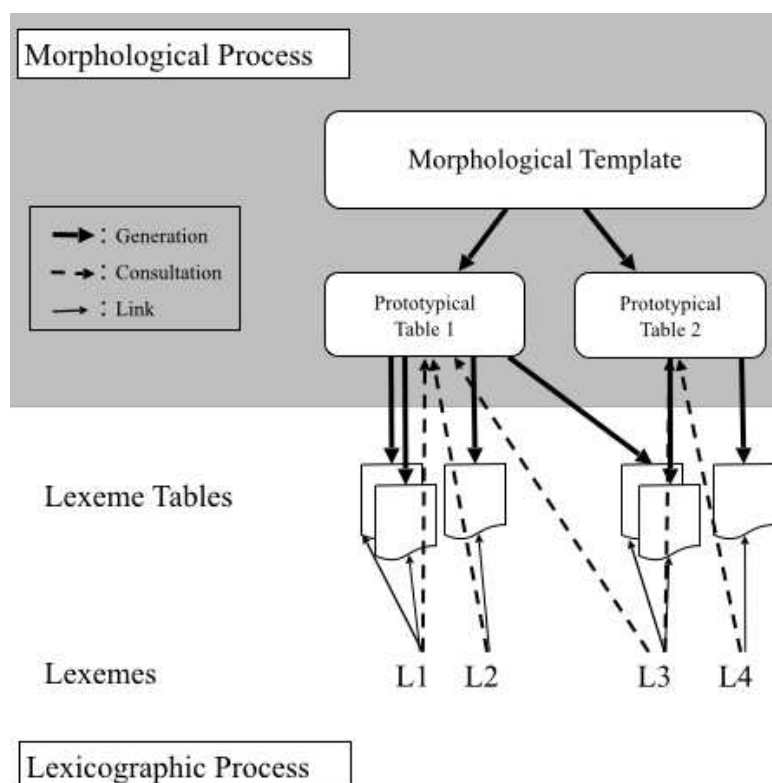 Morphological Process
Morphological Template
: Generation
: Consultation
: Link
Prototypical
Table 1
Prototypical
Table 2
Lexeme Tables
Lexemes
L1
L2
L3
L4
Lexicographic Process